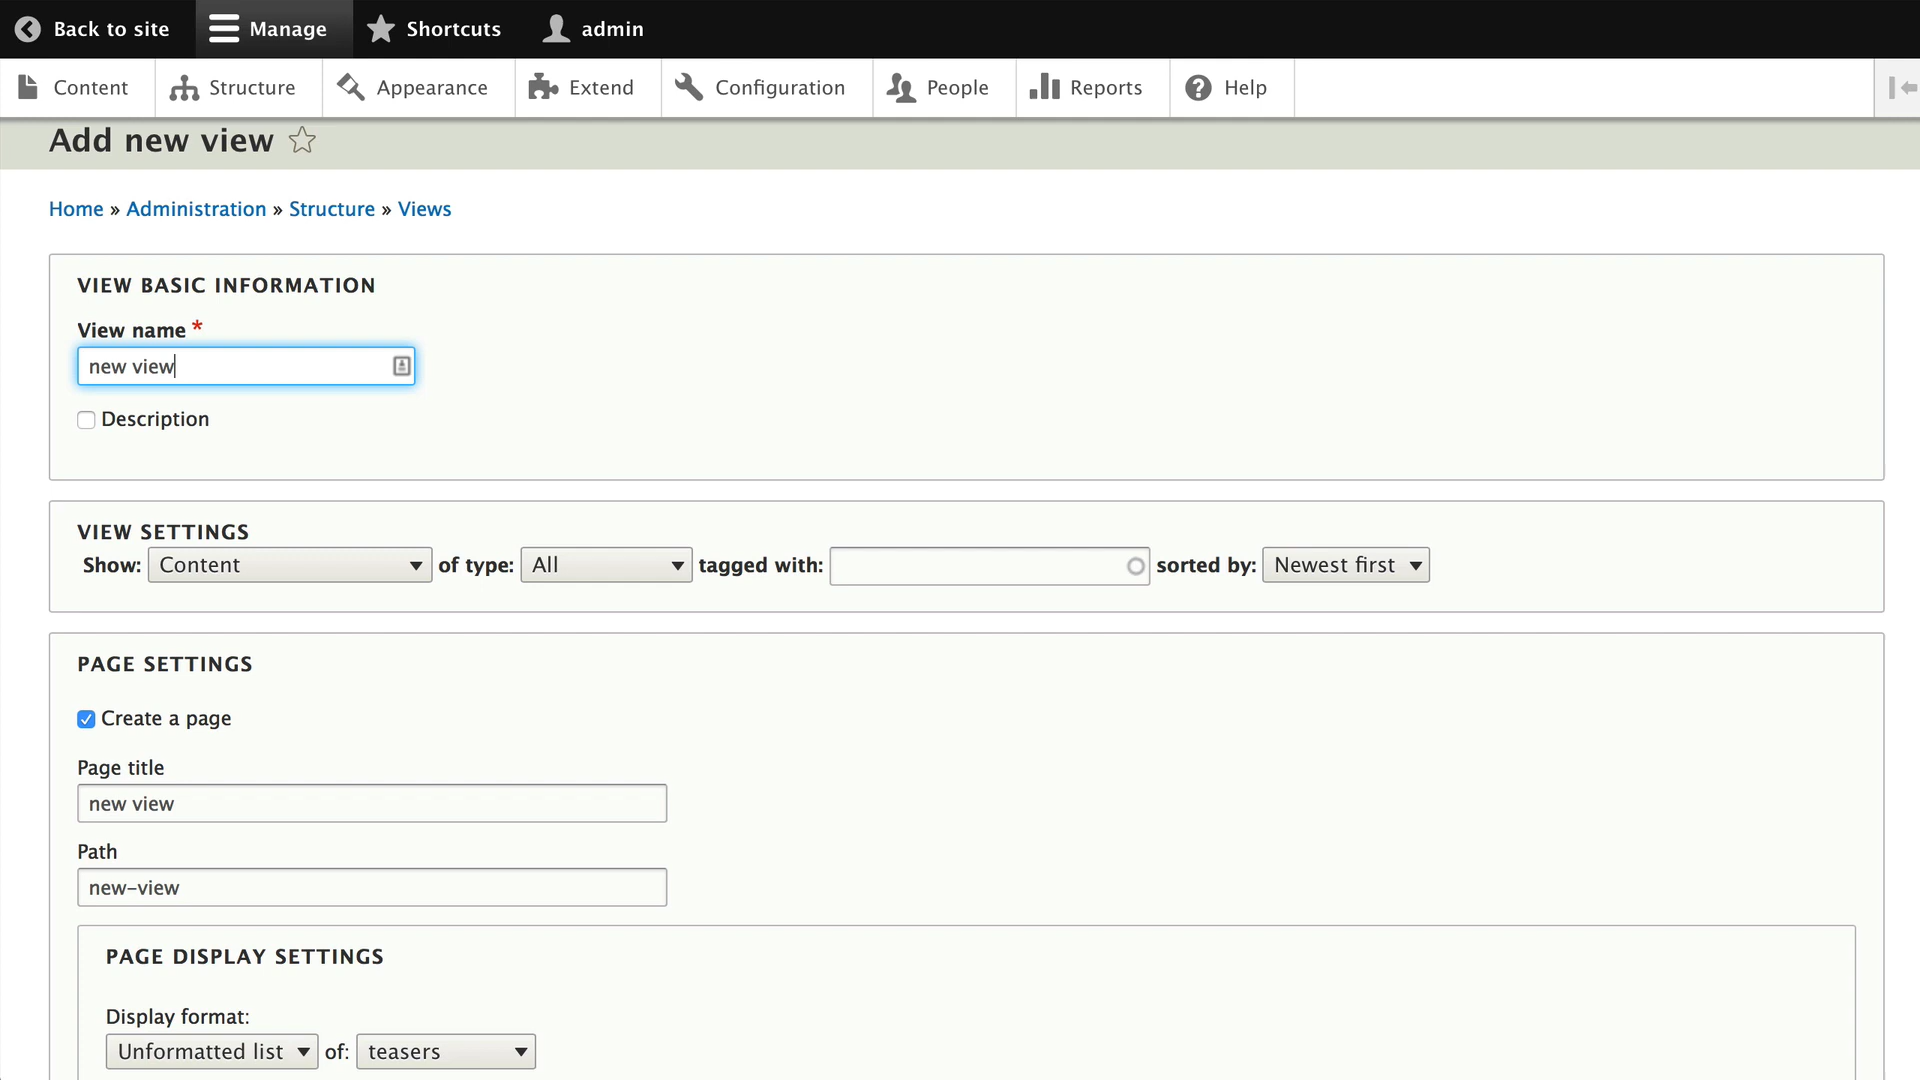 Back to site Manage Shortcuts admin
Content Structure Appearance Extend Configuration People Reports Help
Add new view
Home » Administration » Structure » Views
VIEW BASIC INFORMATION
View name *
new view
Description
VIEW SETTINGS
Show: Content of type: All tagged with: sorted by: Newest first
PAGE SETTINGS
Create a page
Page title
new view
Path
new-view
PAGE DISPLAY SETTINGS
Display format:
Unformatted list of: teasers